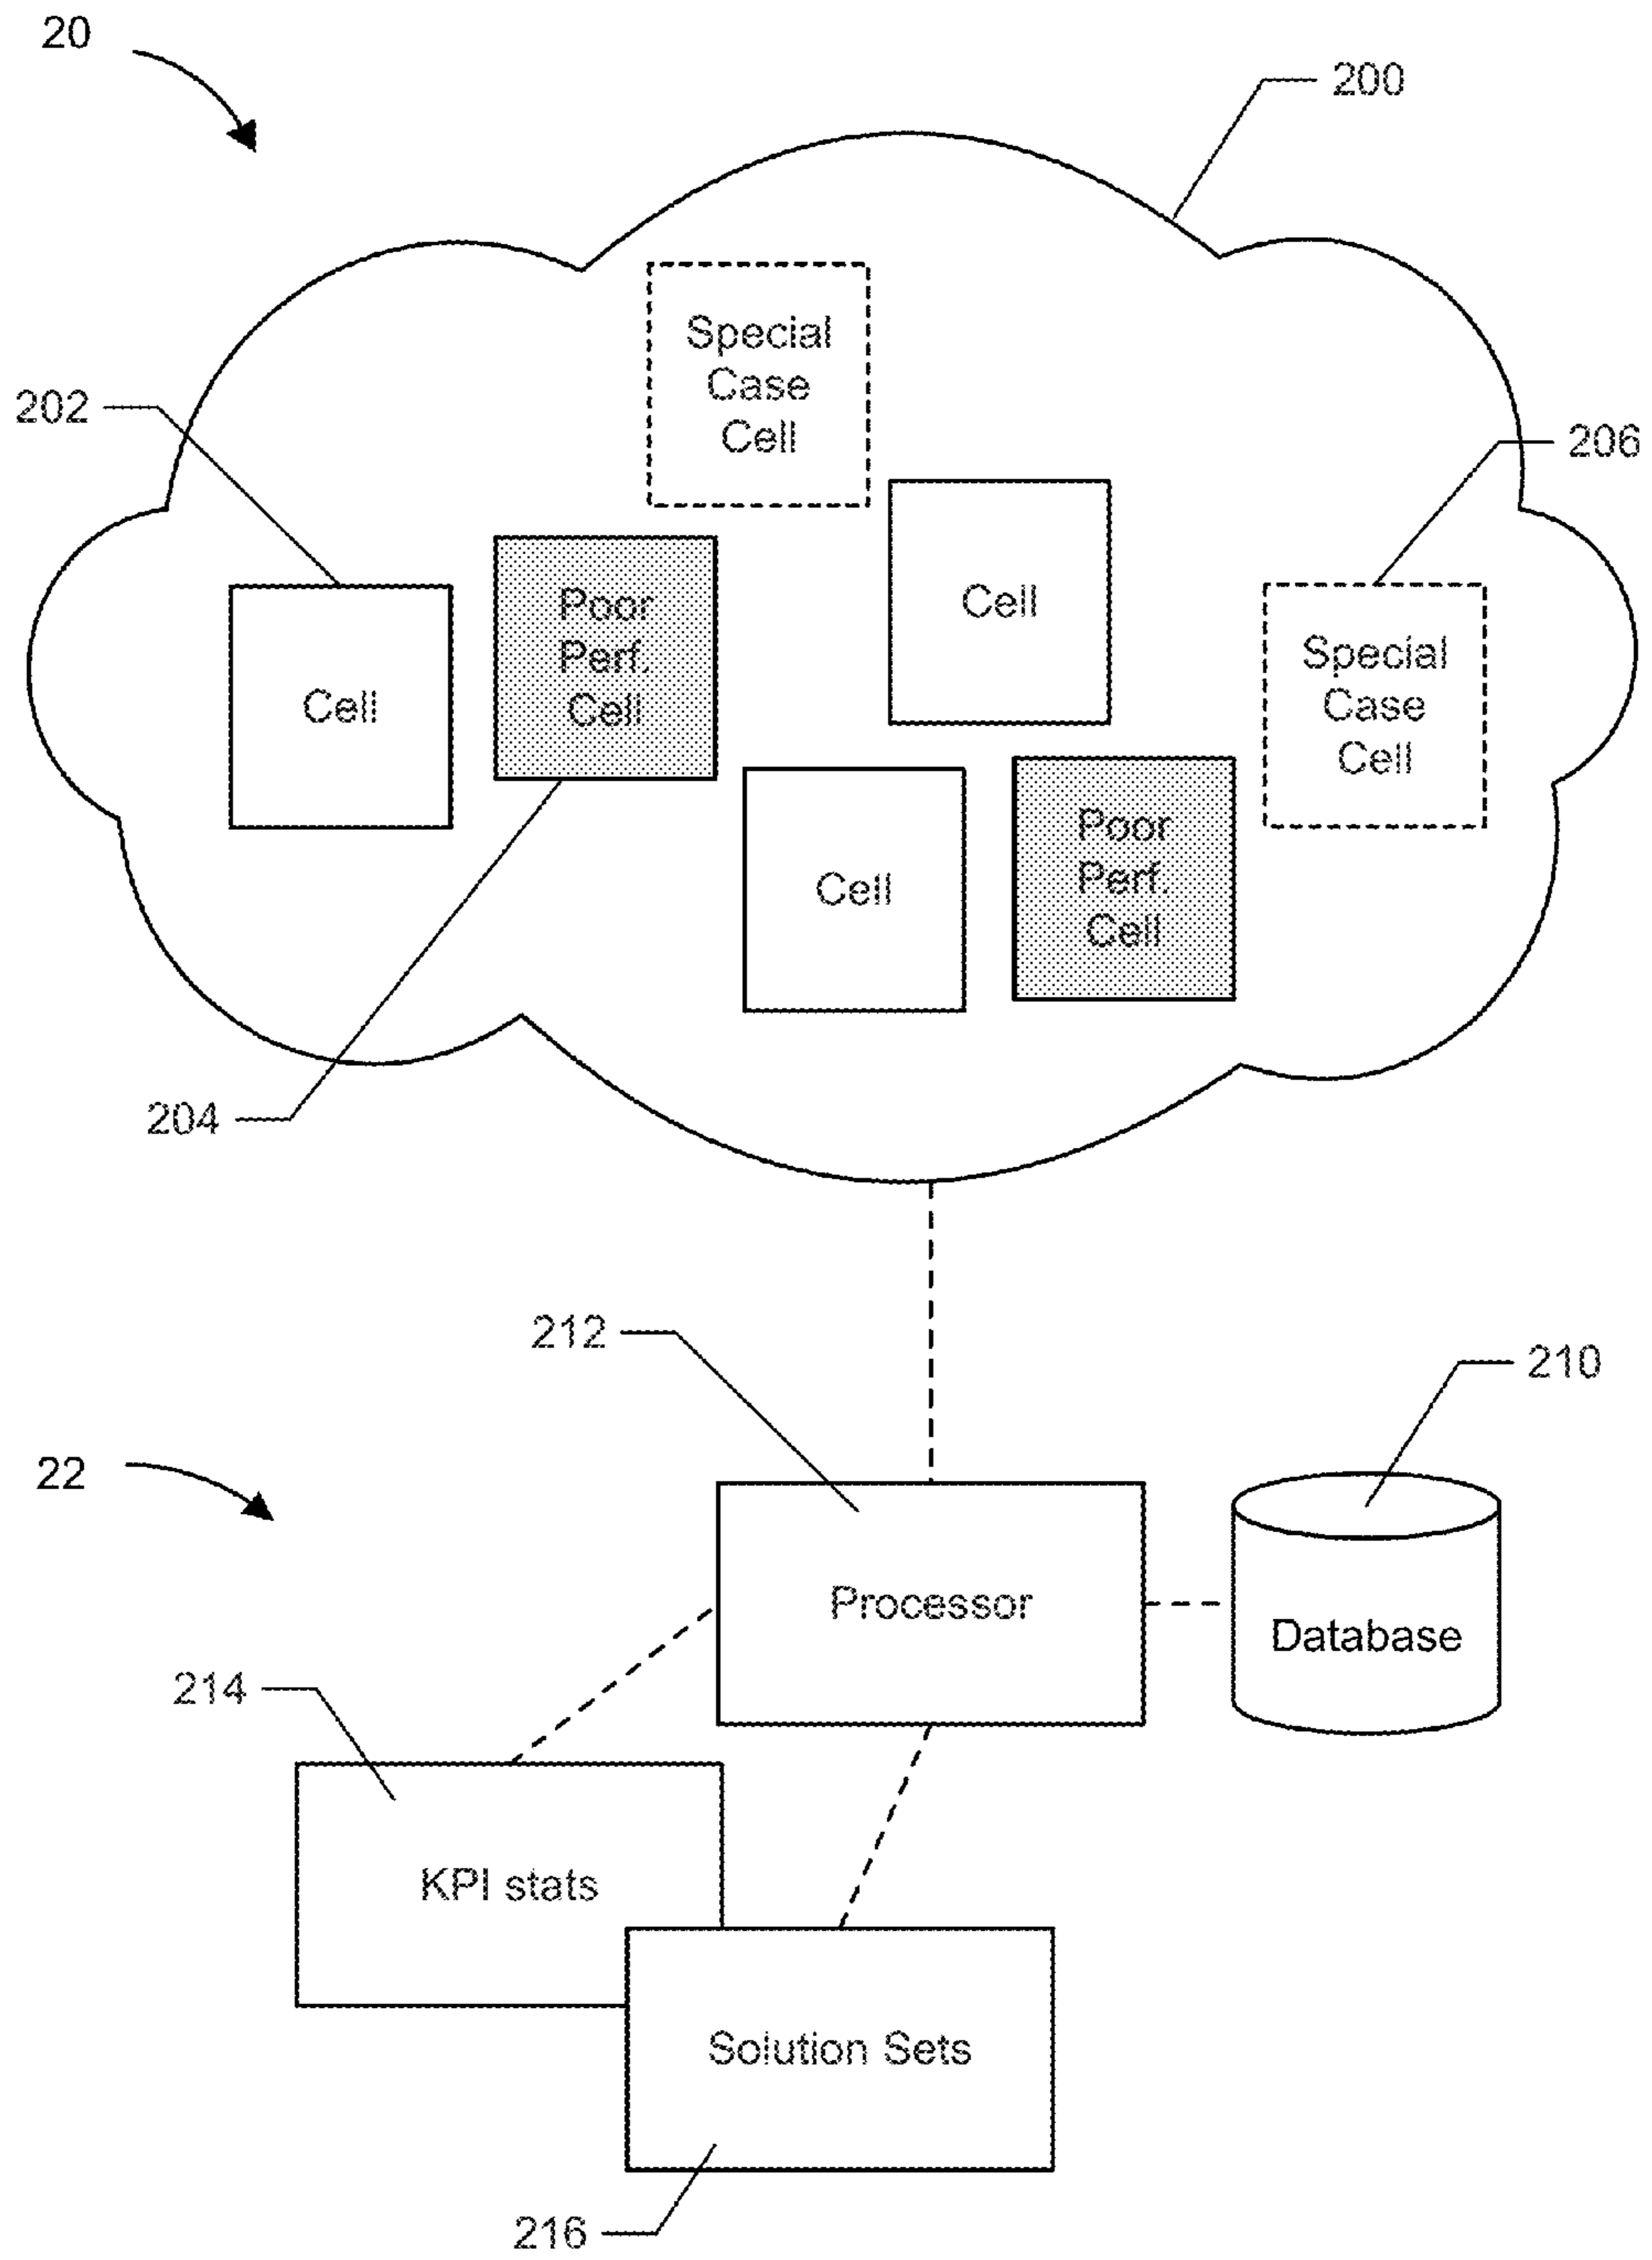 20
200
Special
Case
Cell
202
206
Cell
Poor
Perf.
Cell
Cell
Special
Case
Cell
Cell
Poor
Perf.
Cell
204
212
210
22
Processor
Database
214
KPI stats
Solution Sets
216